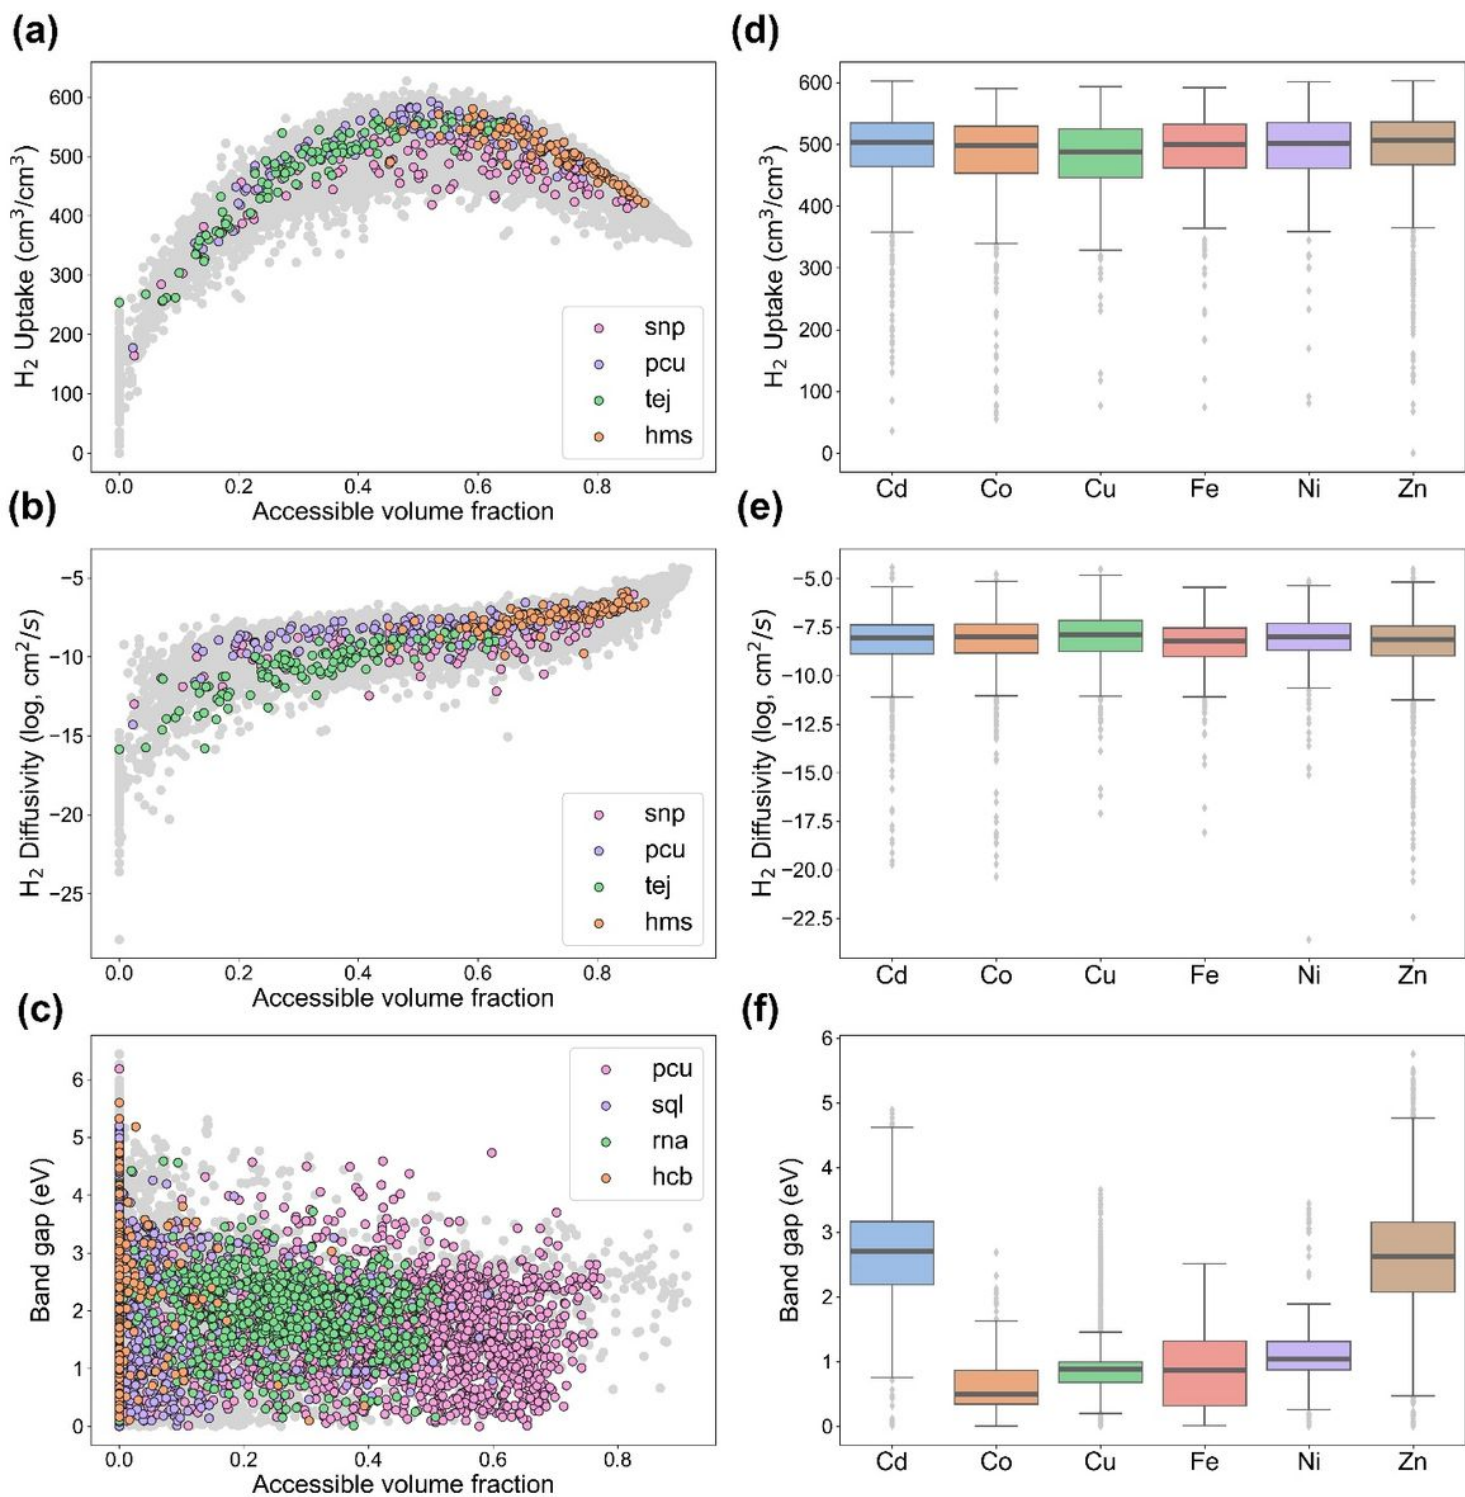 (a)
H₂ Uptake (cm³/cm³)
600
500
400
300
200
100
0
snp
pcu
tej
hms
0.0 0.2 0.4 0.6 0.8
Accessible volume fraction
(d)
H₂ Uptake (cm³/cm³)
600
500
400
300
200
100
0
Cd Co Cu Fe Ni Zn
(b)
H₂ Diffusivity (log, cm²/s)
−5
−10
−15
−20
−25
snp
pcu
tej
hms
0.0 0.2 0.4 0.6 0.8
Accessible volume fraction
(e)
H₂ Diffusivity (log, cm²/s)
−5.0
−7.5
−10.0
−12.5
−15.0
−17.5
−20.0
−22.5
Cd Co Cu Fe Ni Zn
(c)
Band gap (eV)
6
5
4
3
2
1
0
pcu
sql
rna
hcb
0.0 0.2 0.4 0.6 0.8
Accessible volume fraction
(f)
Band gap (eV)
6
5
4
3
2
1
0
Cd Co Cu Fe Ni Zn